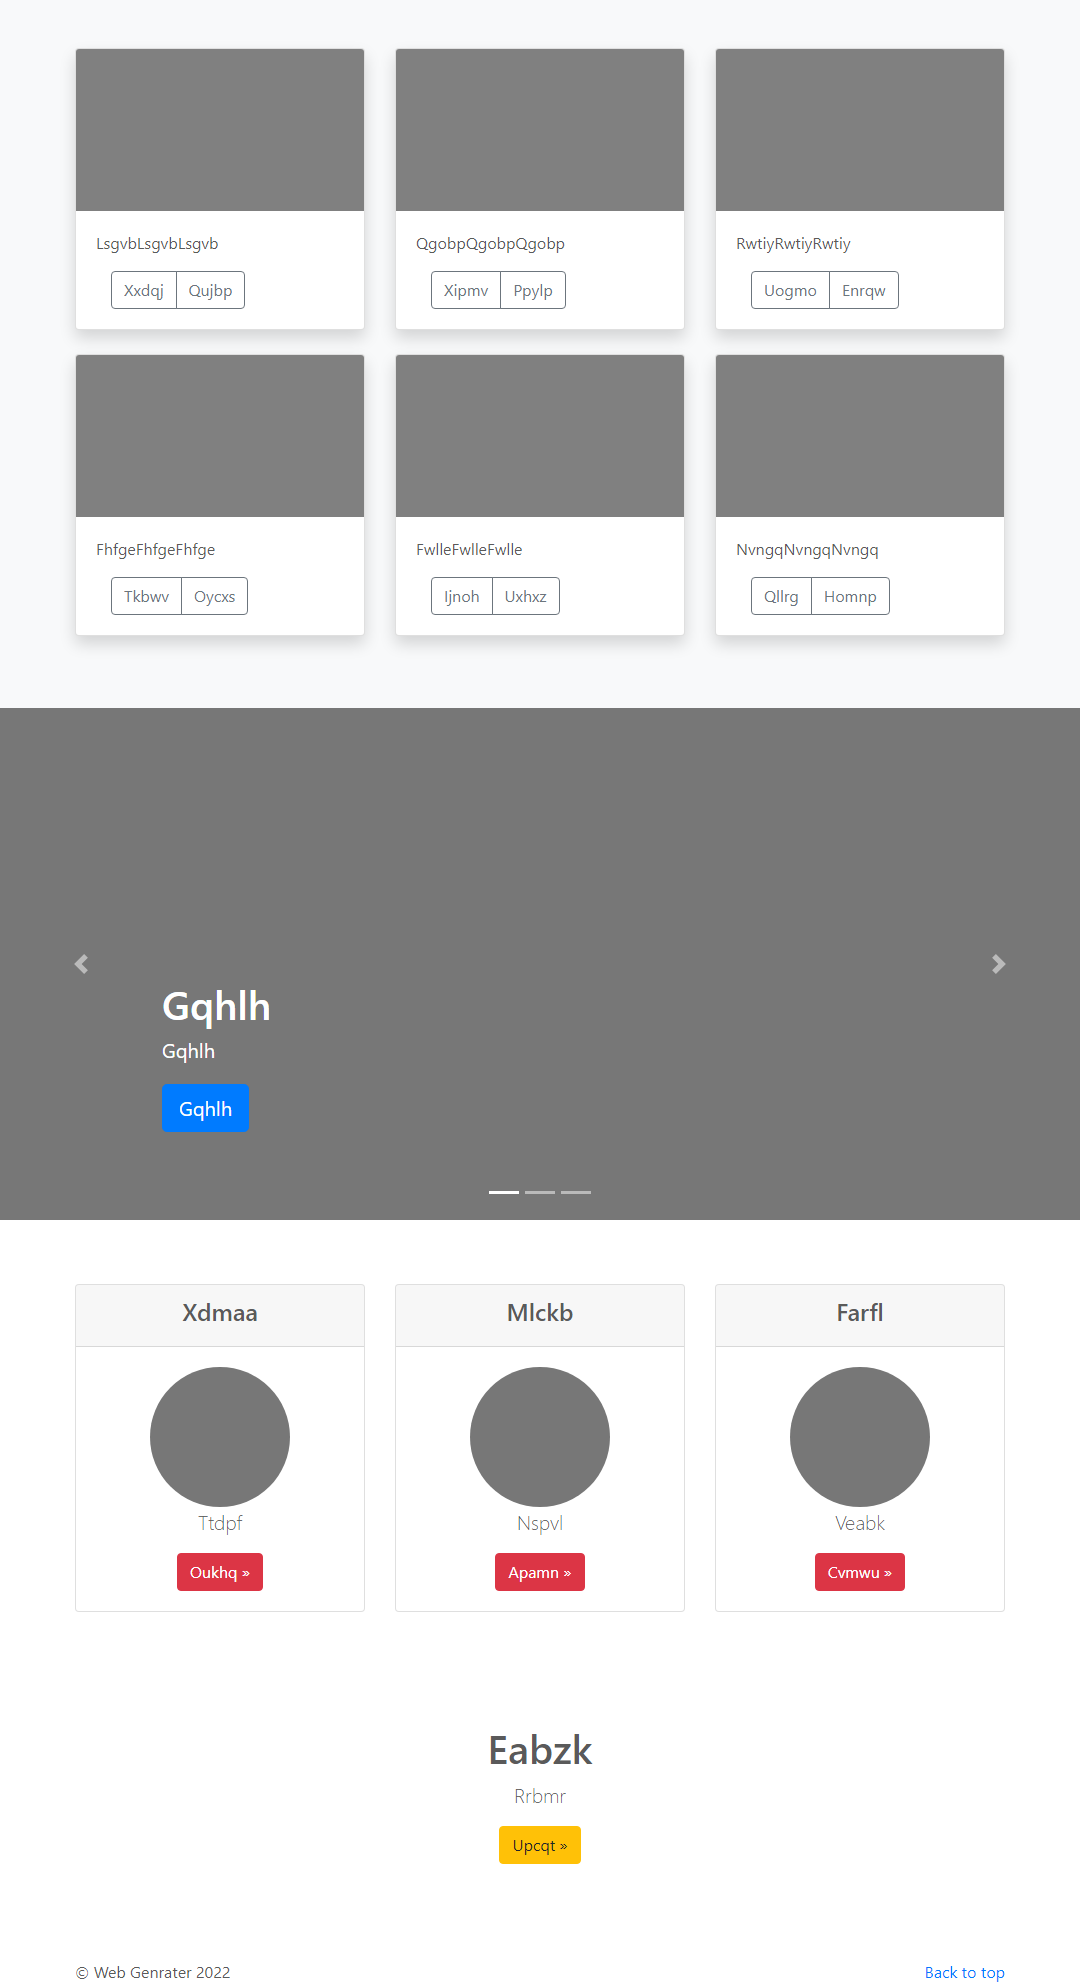 LsgvbLsgvbLsgvb
Xxdqj Qujbp
QgobpQgobpQgobp
Xipmv Ppylp
RwtiyRwtiyRwtiy
Uogmo Enrqw
FhfgeFhfgeFhfge
Tkbwv Oycxs
FwlleFwlleFwlle
Ijnoh Uxhxz
NvngqNvngqNvngq
Qllrg Homnp
Gqhlh
Gqhlh
Gqhlh
Xdmaa
Ttdpf
Oukhq »
Mlckb
Nspvl
Apamn »
Farfl
Veabk
Cvmwu »
Eabzk
Rrbmr
Upcqt »
© Web Genrater 2022
Back to top